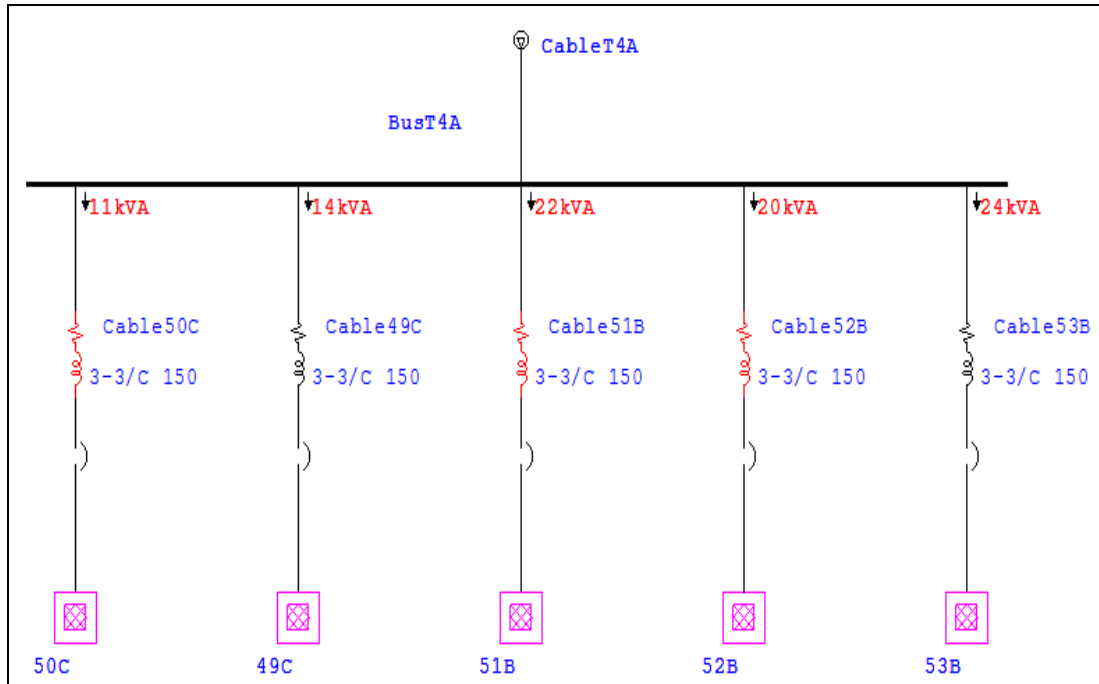 CableT4A
BusT4A
11kVA 14kVA 22kVA 20kVA 24kVA
Cable50C Cable49C Cable51B Cable52B Cable53B
3-3/C 150 3-3/C 150 3-3/C 150 3-3/C 150 3-3/C 150
50C 49C 51B 52B 53B